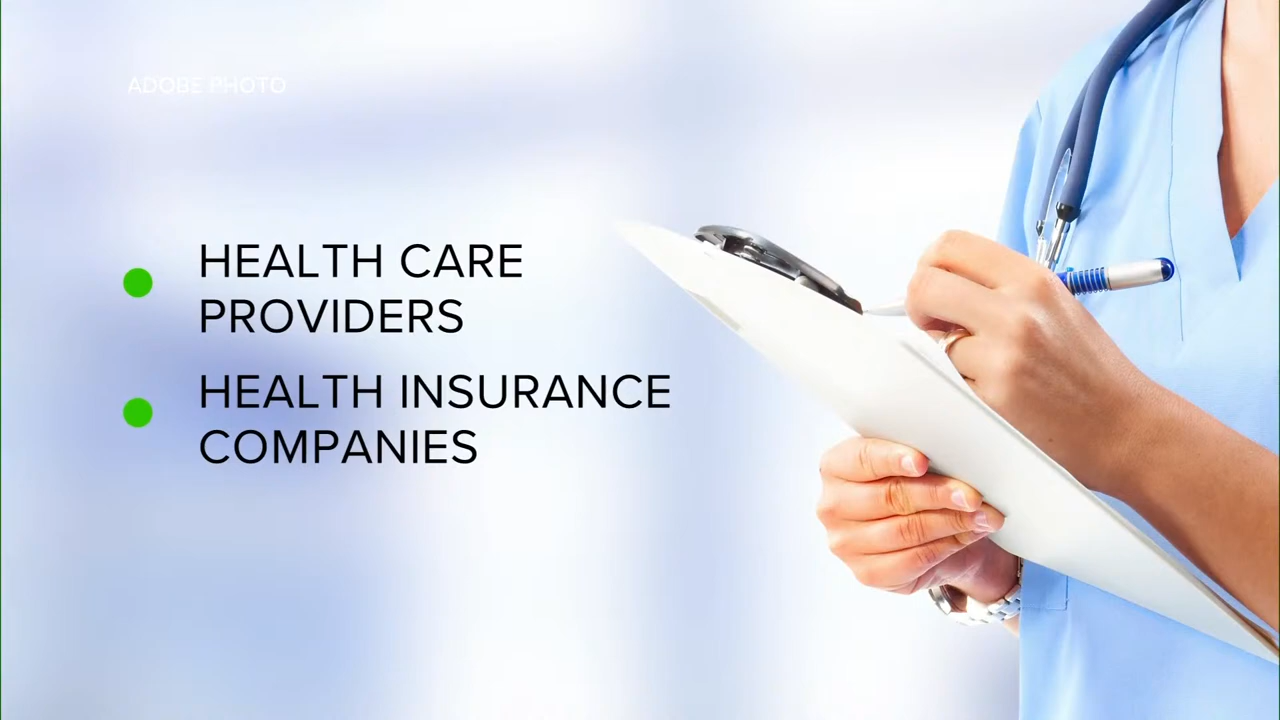 ADOBE PHOTO
HEALTH CARE
PROVIDERS
HEALTH INSURANCE
COMPANIES